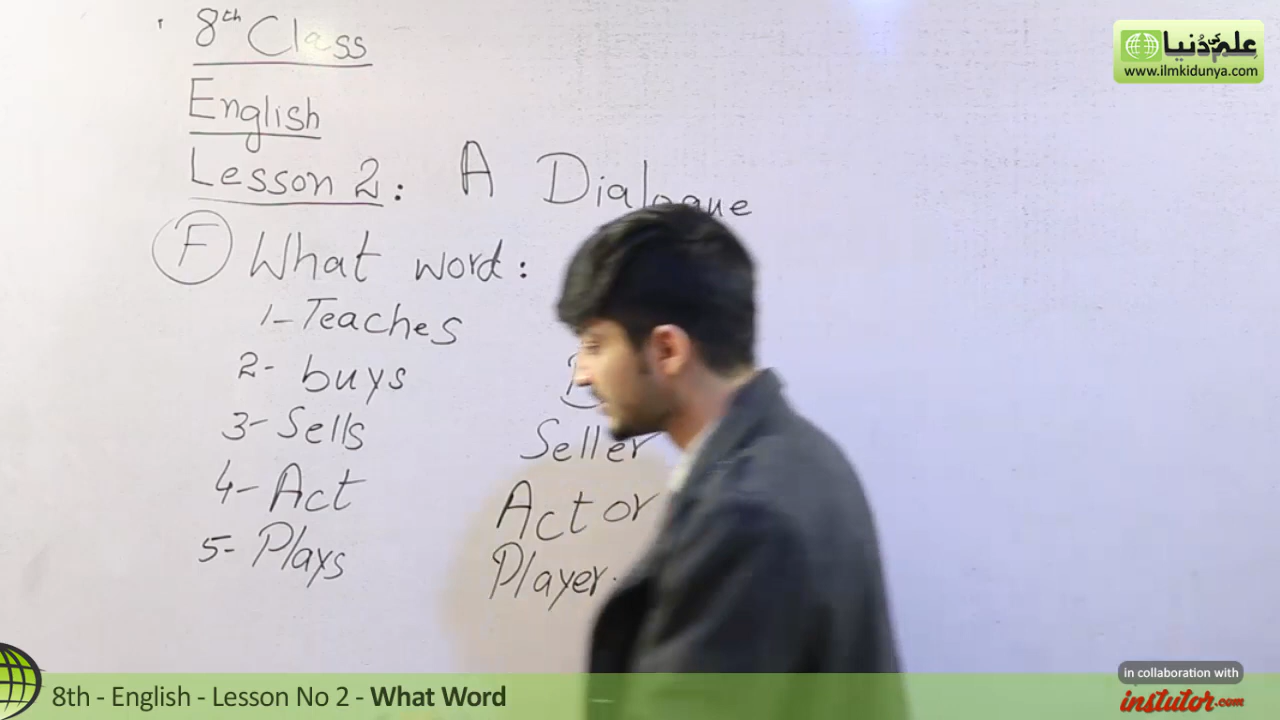 8th Class
English
Lesson 2: A Dialogue
F What word:
1- Teaches
2- buys
3- Sells Seller
4- Act Actor
5- Plays Player.
علم کی دُنیا
www.ilmkidunya.com
8th - English - Lesson No 2 - What Word
in collaboration with
instutor.com